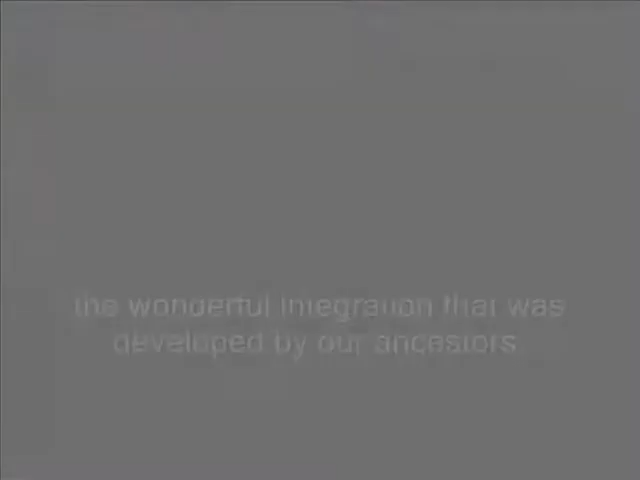 the wonderful integration that was
developed by our ancestors.